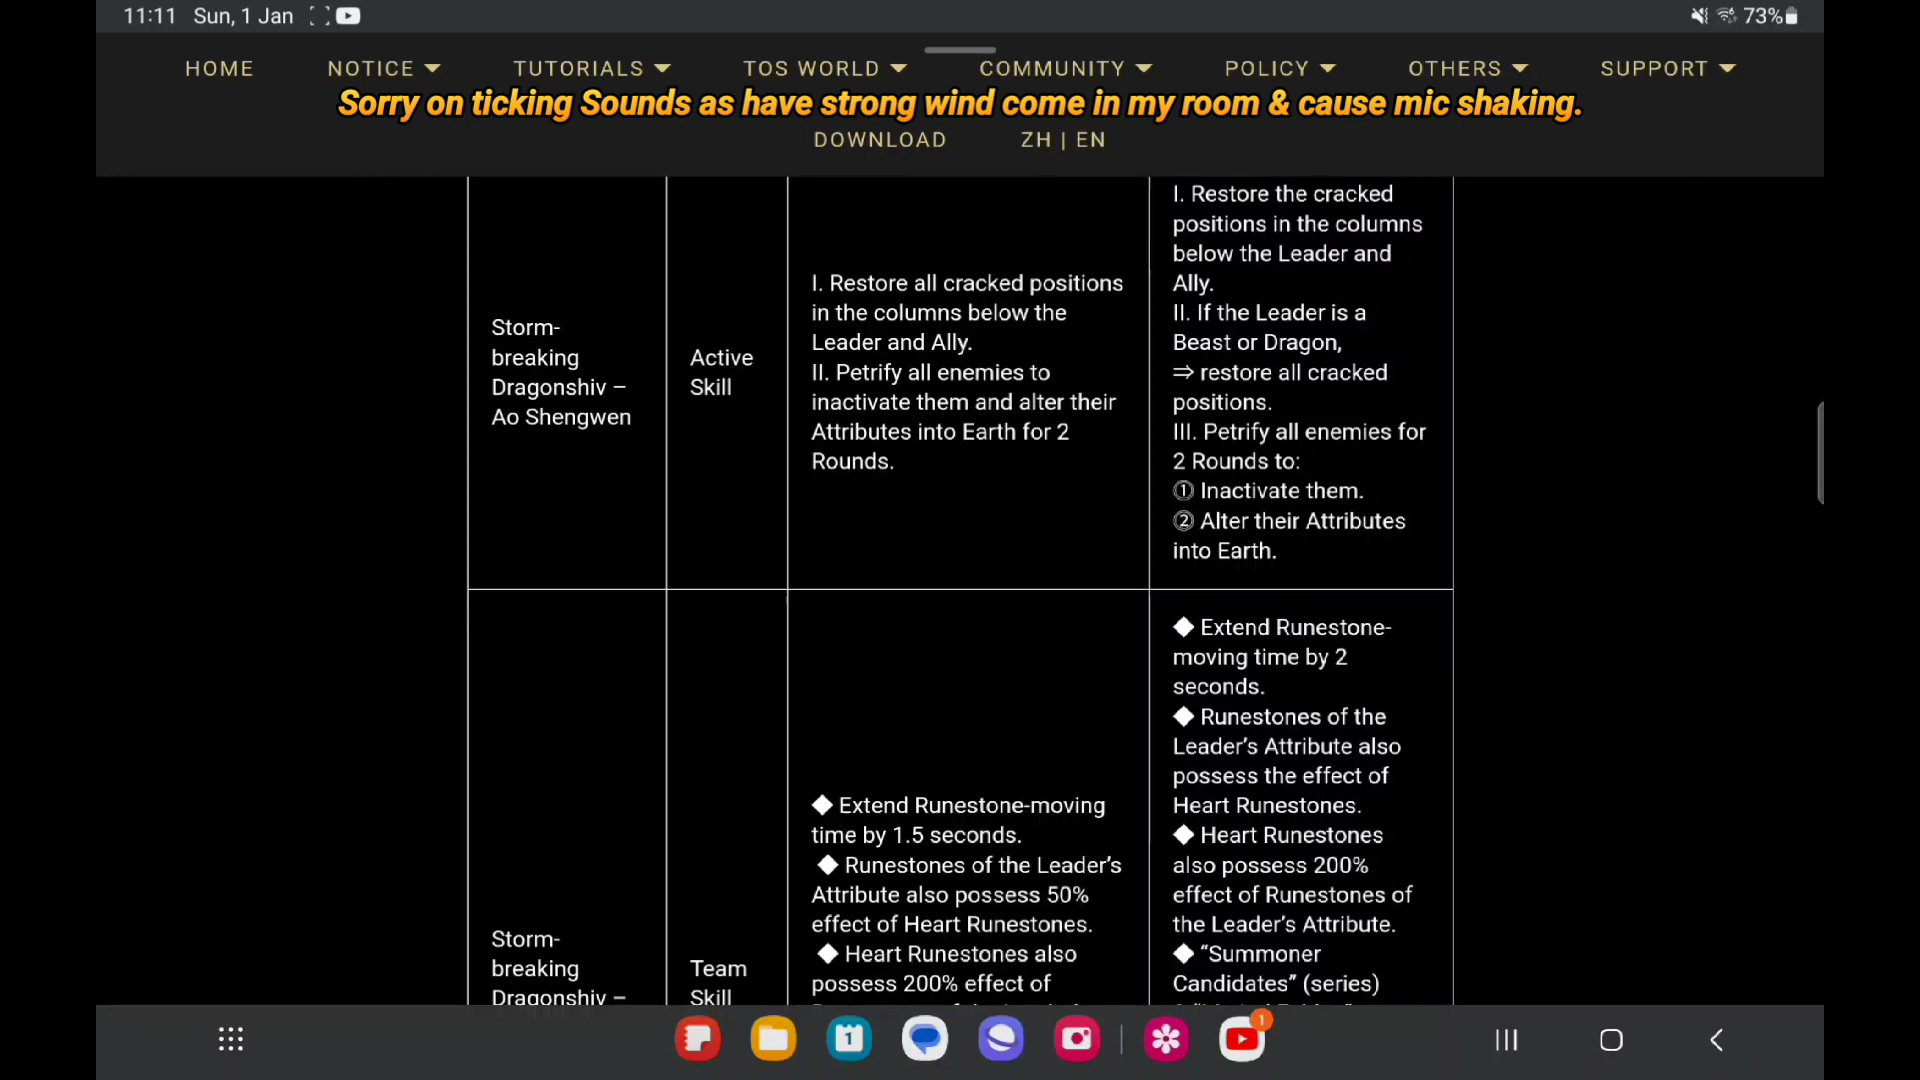 11:11 Sun, 1 Jan
73%
HOME NOTICE TUTORIALS TOS WORLD COMMUNITY POLICY OTHERS SUPPORT
Sorry on ticking Sounds as have strong wind come in my room & cause mic shaking.
DOWNLOAD ZH | EN
Storm-
breaking
Dragonshiv –
Ao Shengwen
Active
Skill
I. Restore all cracked positions
in the columns below the
Leader and Ally.
II. Petrify all enemies to
inactivate them and alter their
Attributes into Earth for 2
Rounds.
I. Restore the cracked
positions in the columns
below the Leader and
Ally.
II. If the Leader is a
Beast or Dragon,
⇒ restore all cracked
positions.
III. Petrify all enemies for
2 Rounds to:
① Inactivate them.
② Alter their Attributes
into Earth.
Storm-
breaking
Dragonshiv –
Team
Skill
◆ Extend Runestone-moving
time by 1.5 seconds.
◆ Runestones of the Leader’s
Attribute also possess 50%
effect of Heart Runestones.
◆ Heart Runestones also
possess 200% effect of
◆ Extend Runestone-
moving time by 2
seconds.
◆ Runestones of the
Leader’s Attribute also
possess the effect of
Heart Runestones.
◆ Heart Runestones
also possess 200%
effect of Runestones of
the Leader’s Attribute.
◆ “Summoner
Candidates” (series)
1
1